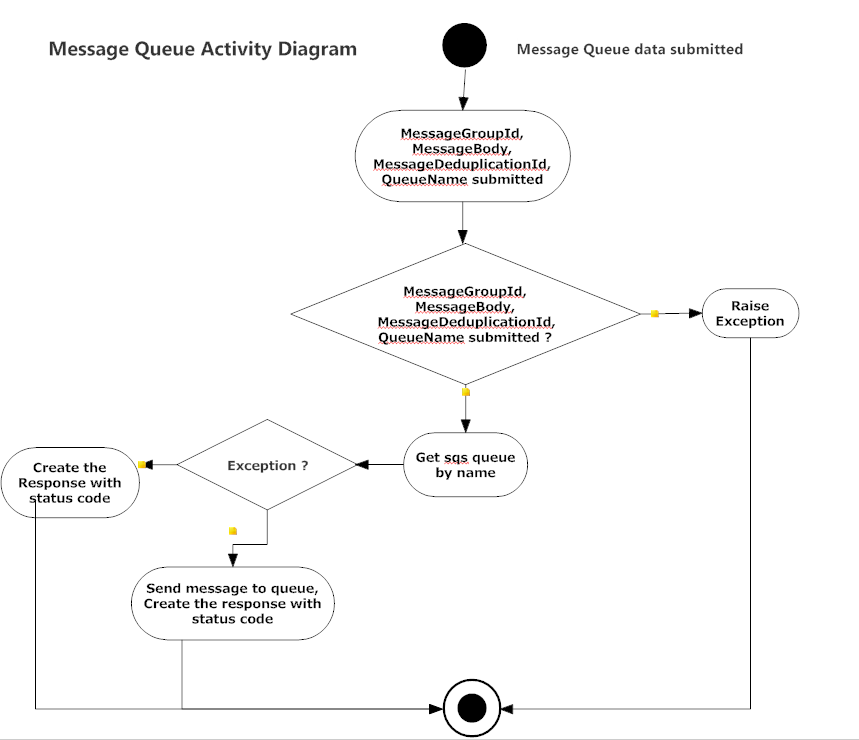 Message Queue Activity Diagram
Message Queue data submitted
MessageGroupId,
MessageBody,
MessageDeduplicationId,
QueueName submitted
MessageGroupId,
MessageBody,
MessageDeduplicationId,
QueueName submitted ?
Raise
Exception
Get sqs queue
by name
Exception ?
Create the
Response with
status code
Send message to queue,
Create the response with
status code